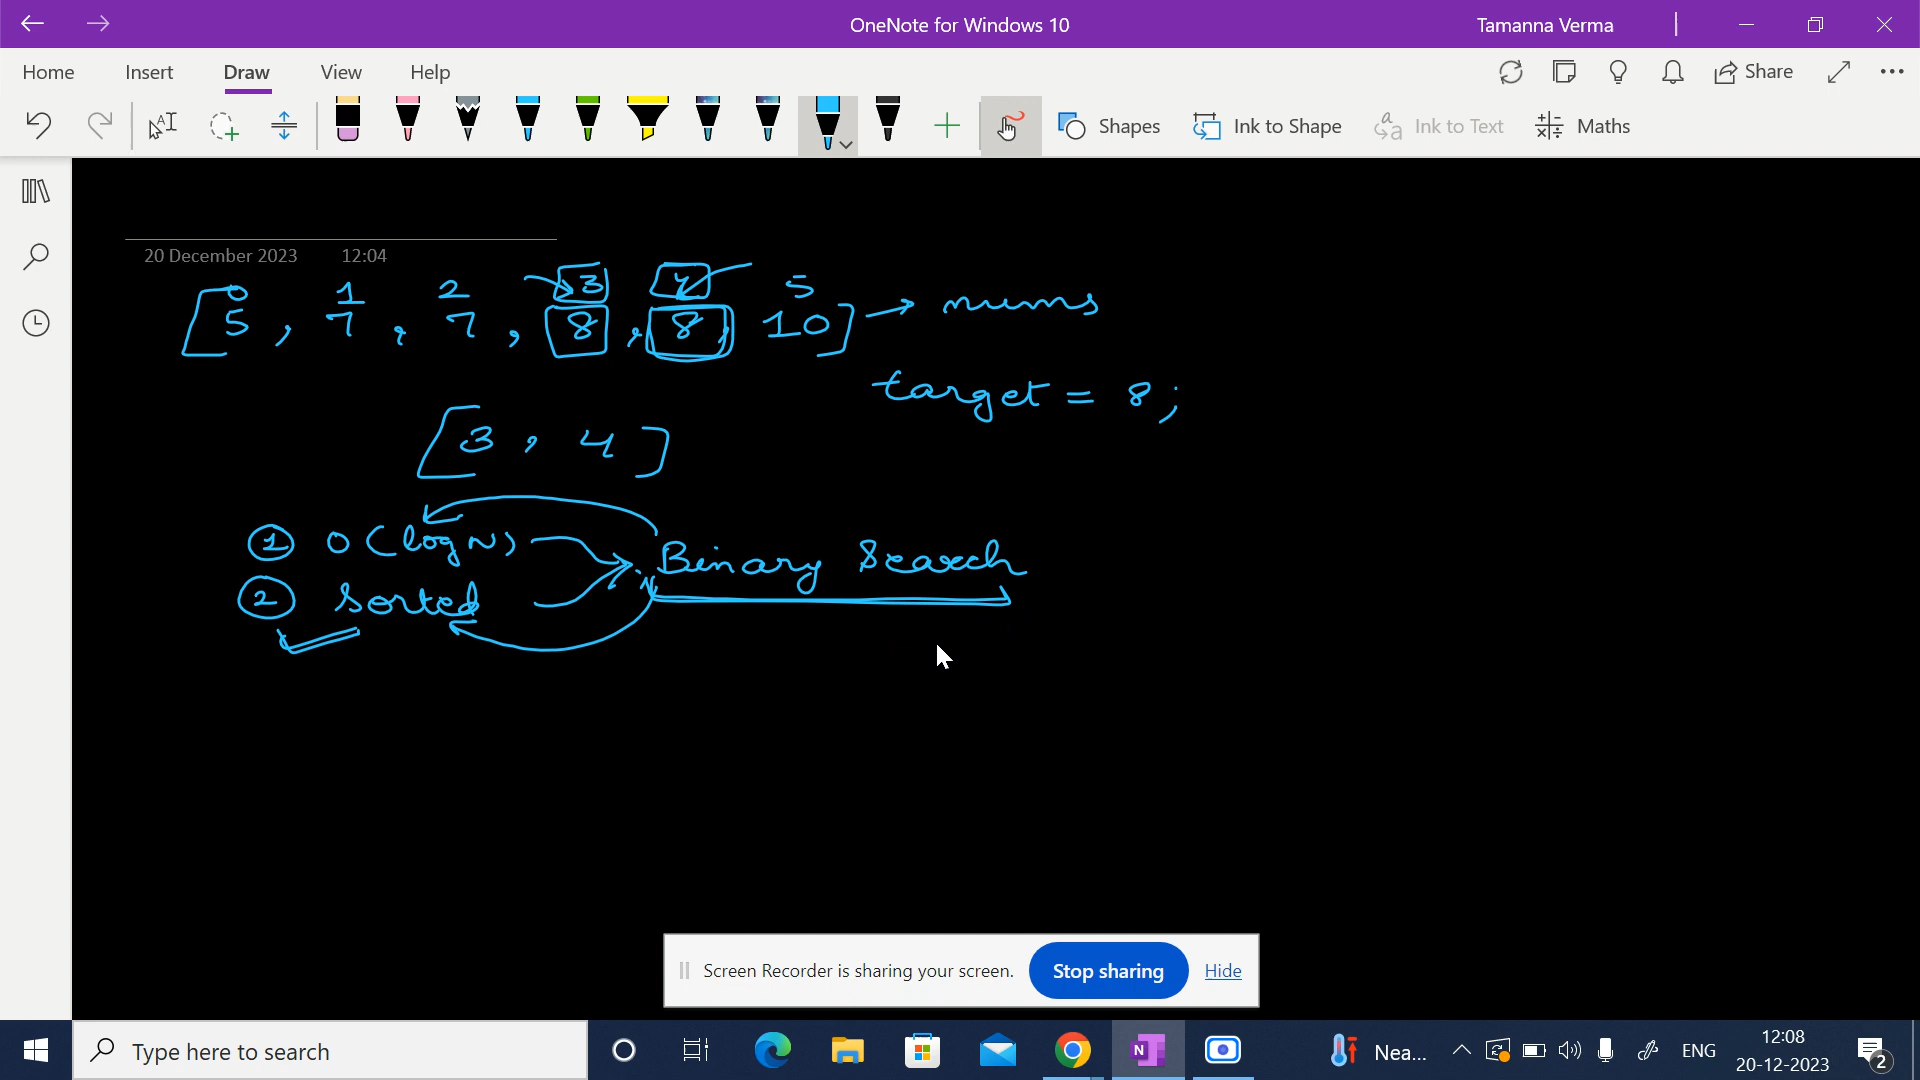 OneNote for Windows 10
Tamanna Verma
Home Insert Draw View Help
Share
Shapes Ink to Shape Ink to Text Maths
20 December 2023 12:04
0 1 2 3 4 5
[5, 7, 7, 8, 8, 10] → nums
target = 8;
[3, 4]
① O(log N)
Binary Search
② Sorted
Screen Recorder is sharing your screen. Stop sharing Hide
Type here to search
N
Nea...
ENG
12:08
20-12-2023
2